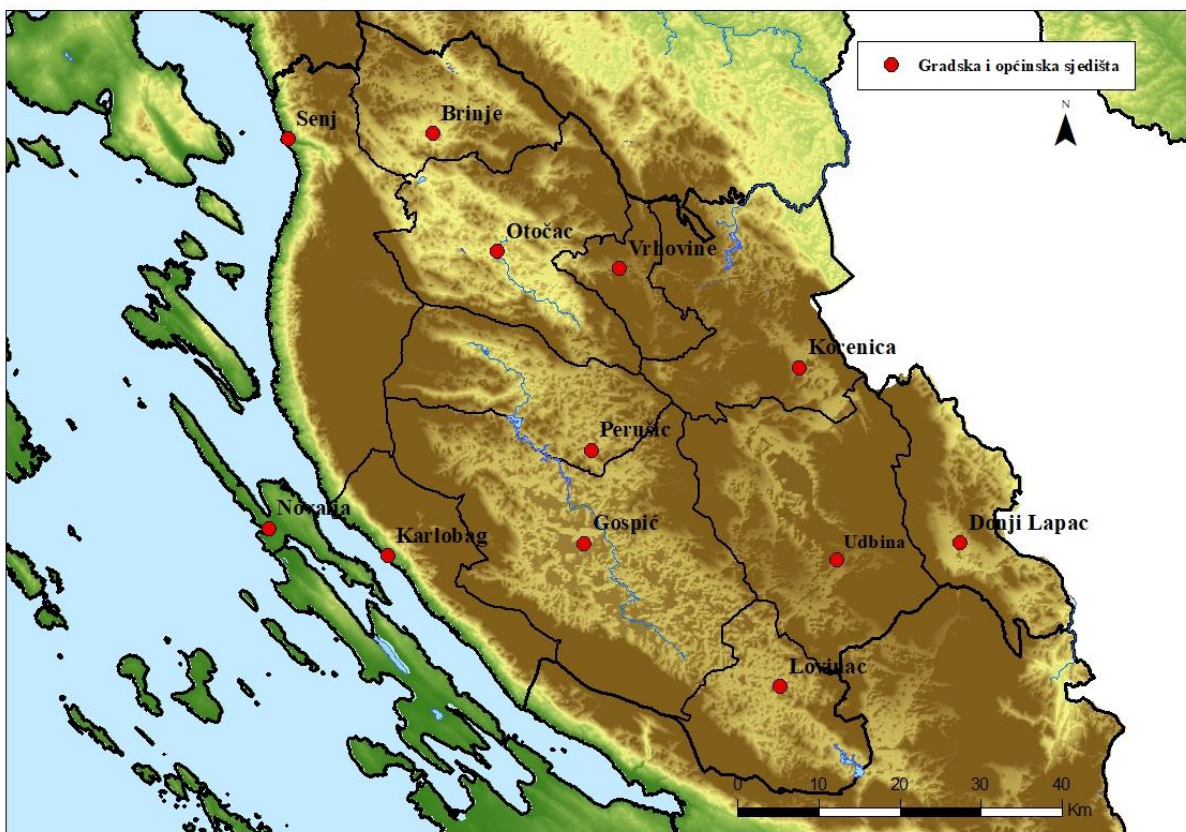 Gradska i općinska sjedišta
N
Senj
Brinje
Otočac
Vrhovine
Korenica
Perušić
Novalja
Karlobag
Gospić
Udbina
Donji Lapac
Lovinac
0 10 20 30 40
Km